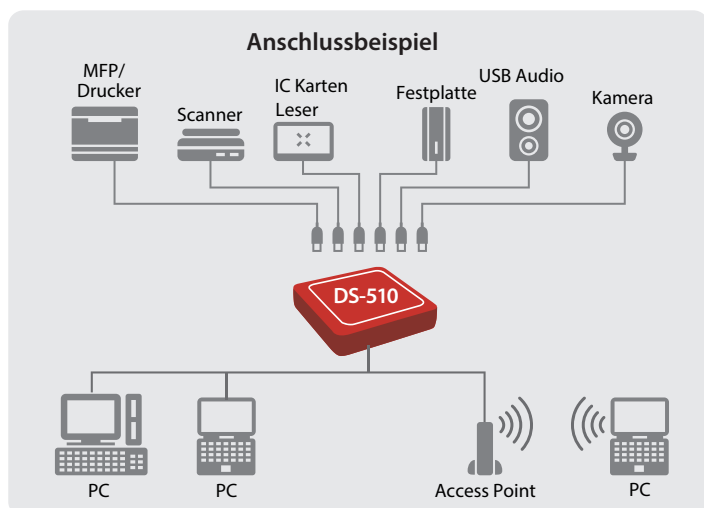 Anschlussbeispiel
MFP/
Drucker
Scanner
IC Karten
Leser
Festplatte
USB Audio
Kamera
DS-510
PC
PC
Access Point
PC